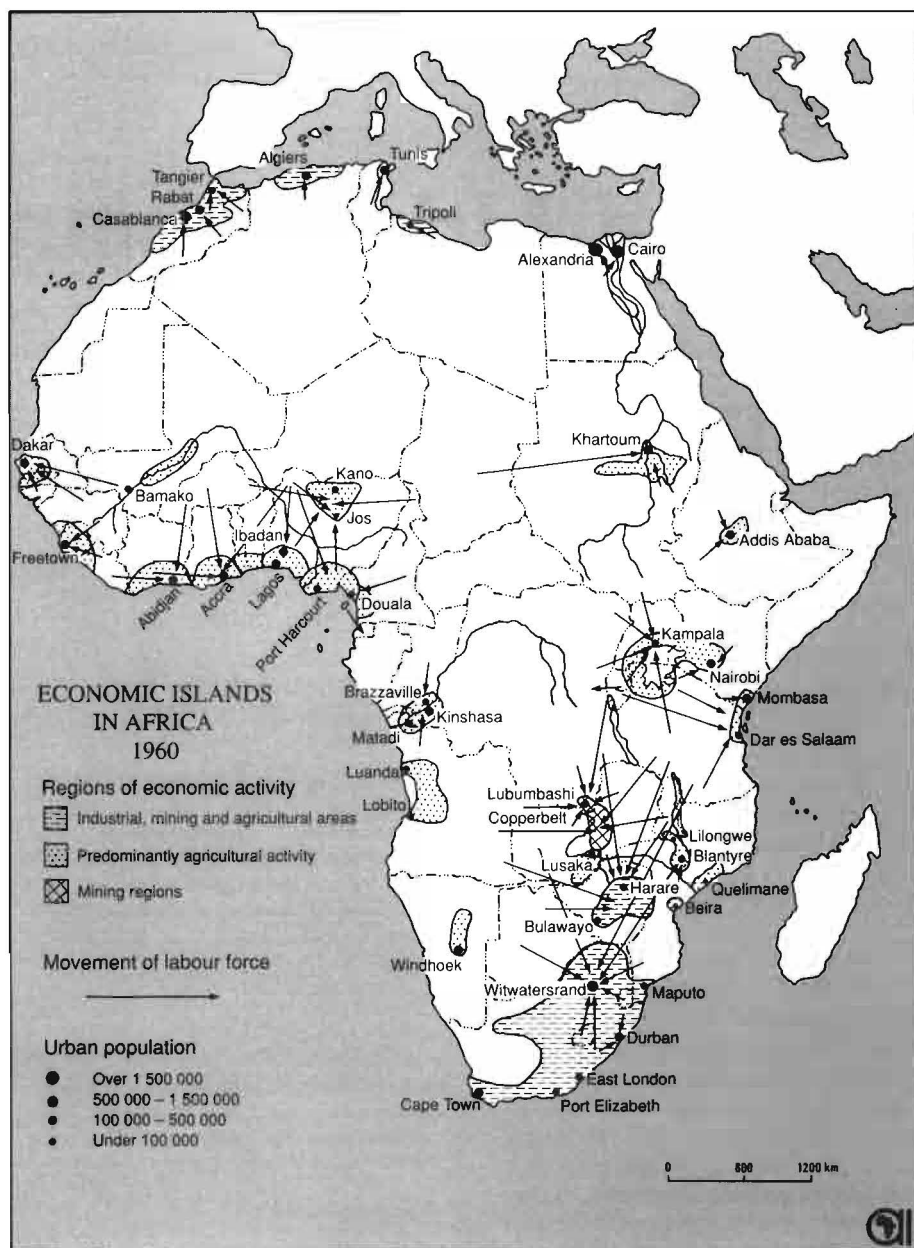 Algiers
Tunis
Tangier
Rabat
Casablanca
Tripoli
Alexandria
Cairo
Dakar
Khartoum
Kano
Bamako
Jos
Ibadan
Addis Ababa
Freetown
Abidjan
Accra
Lagos
Port Harcourt
Douala
Kampala
Nairobi
ECONOMIC ISLANDS
IN AFRICA
1960
Brazzaville
Kinshasa
Mombasa
Matadi
Dar es Salaam
Regions of economic activity
Luanda
Lobito
Lubumbashi
Copperbelt
Industrial, mining and agricultural areas
Lilongwe
Predominantly agricultural activity
Blantyre
Lusaka
Mining regions
Harare
Quelimane
Beira
Bulawayo
Movement of labour force
Windhoek
Witwatersrand
Maputo
Durban
Urban population
Over 1 500 000
500 000 – 1 500 000
100 000 – 500 000
Under 100 000
East London
Cape Town
Port Elizabeth
0 600 1200 km